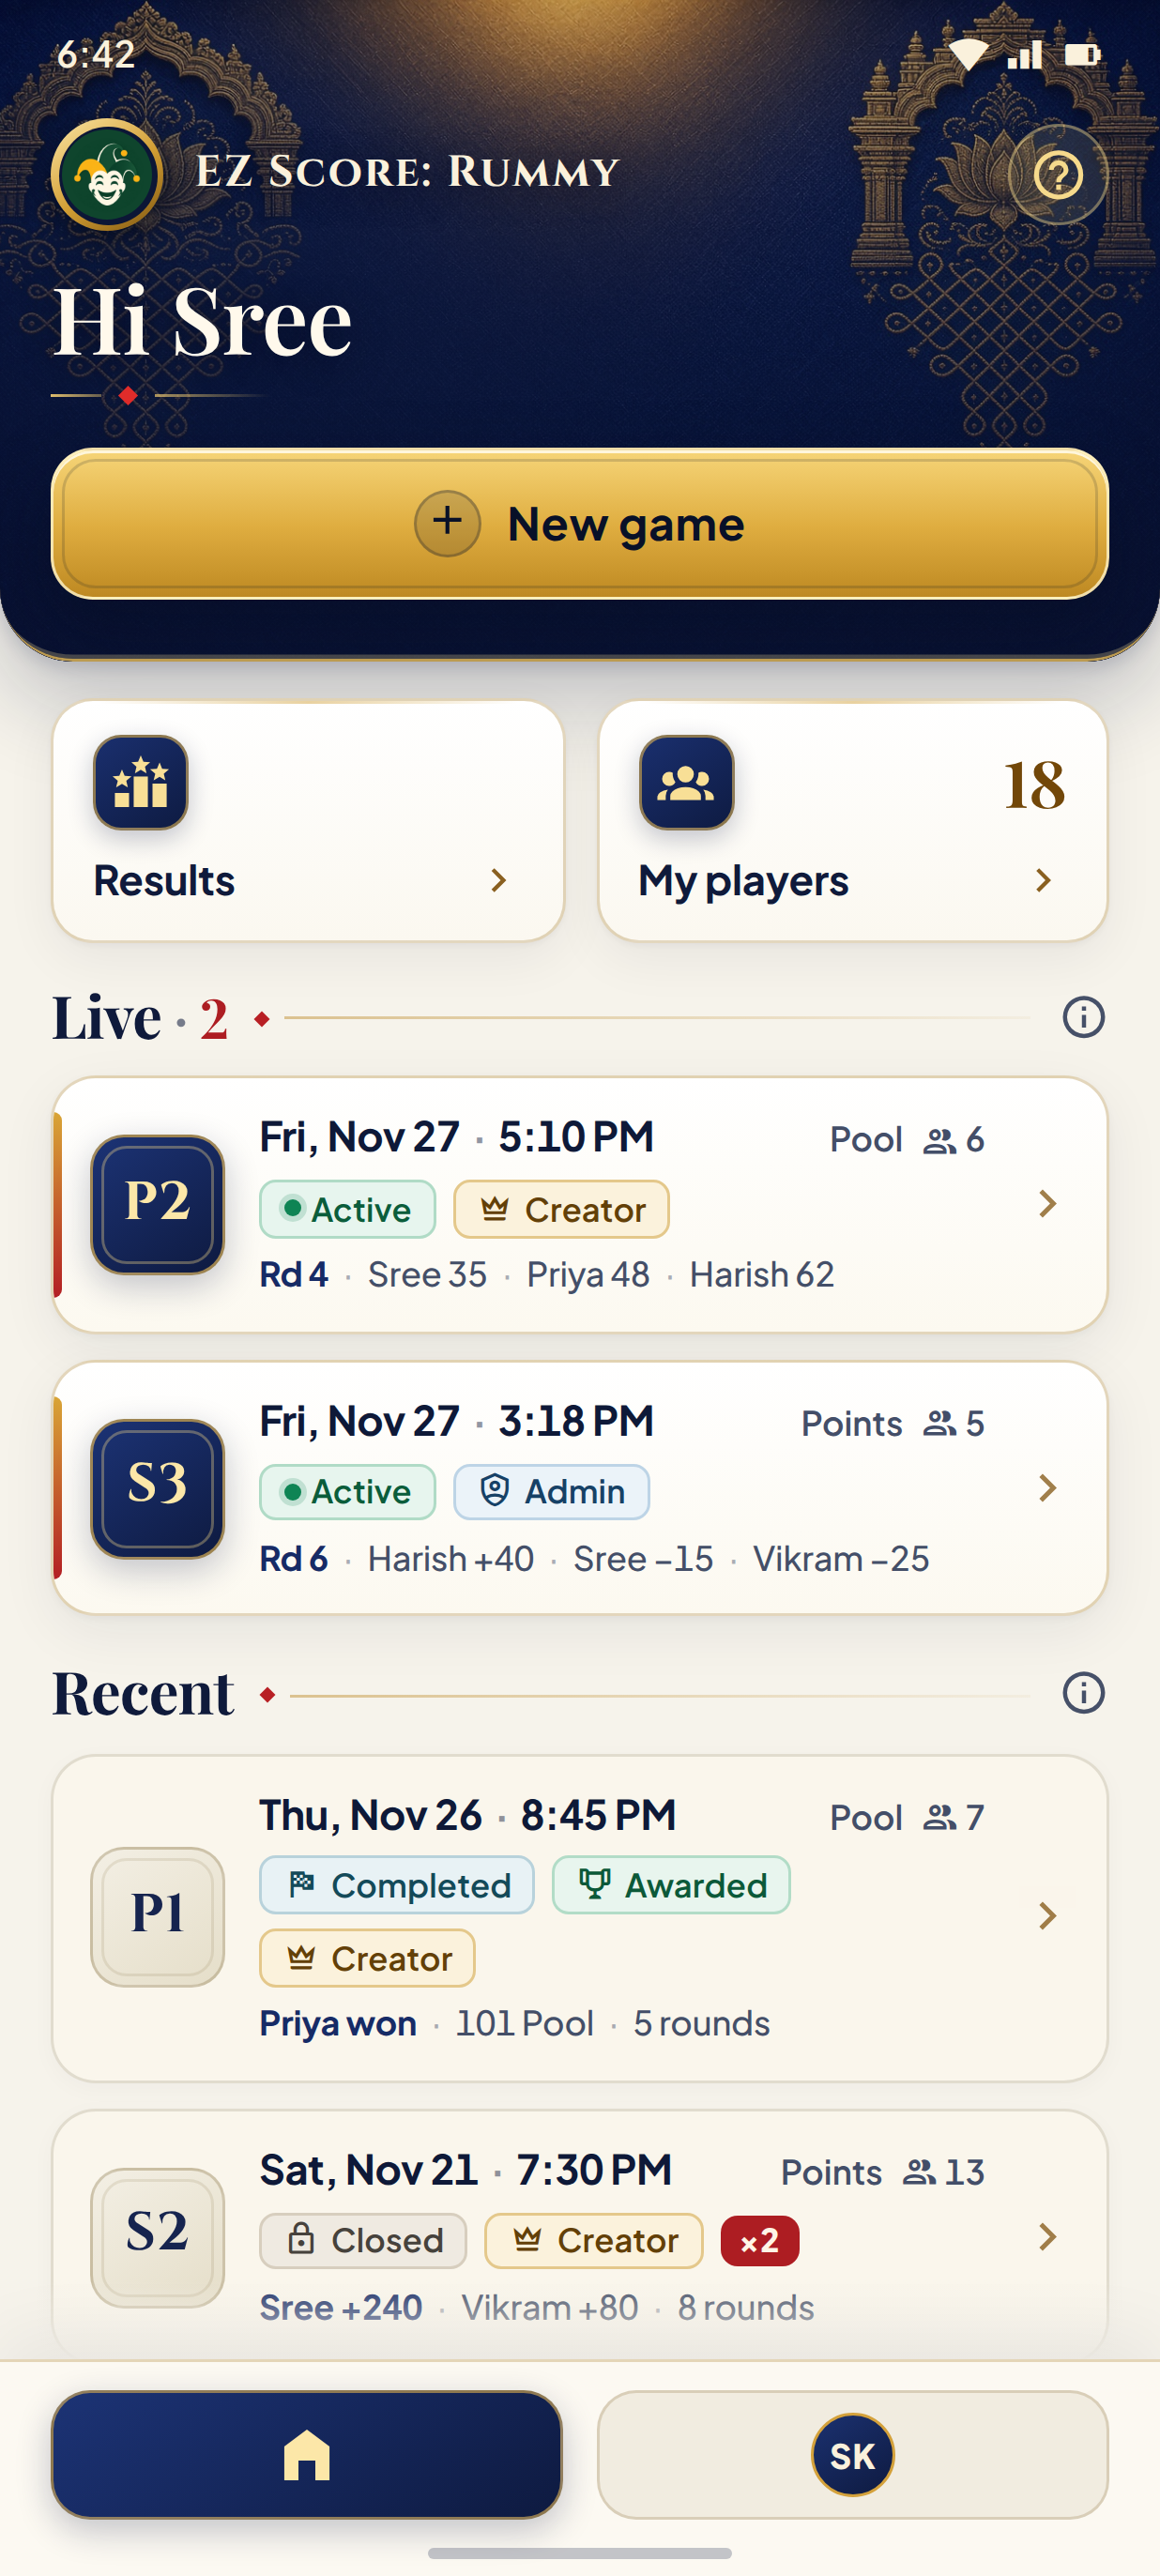 6:42
EZ Score: Rummy
Hi Sree
New game
18
Results
My players
Live · 2
P2
Fri, Nov 27 · 5:10 PM
Pool 6
Active
Creator
Rd 4 · Sree 35 · Priya 48 · Harish 62
S3
Fri, Nov 27 · 3:18 PM
Points 5
Active
Admin
Rd 6 · Harish +40 · Sree −15 · Vikram −25
Recent
P1
Thu, Nov 26 · 8:45 PM
Pool 7
Completed
Awarded
Creator
Priya won · 101 Pool · 5 rounds
S2
Sat, Nov 21 · 7:30 PM
Points 13
Closed
Creator
×2
Sree +240 · Vikram +80 · 8 rounds
SK